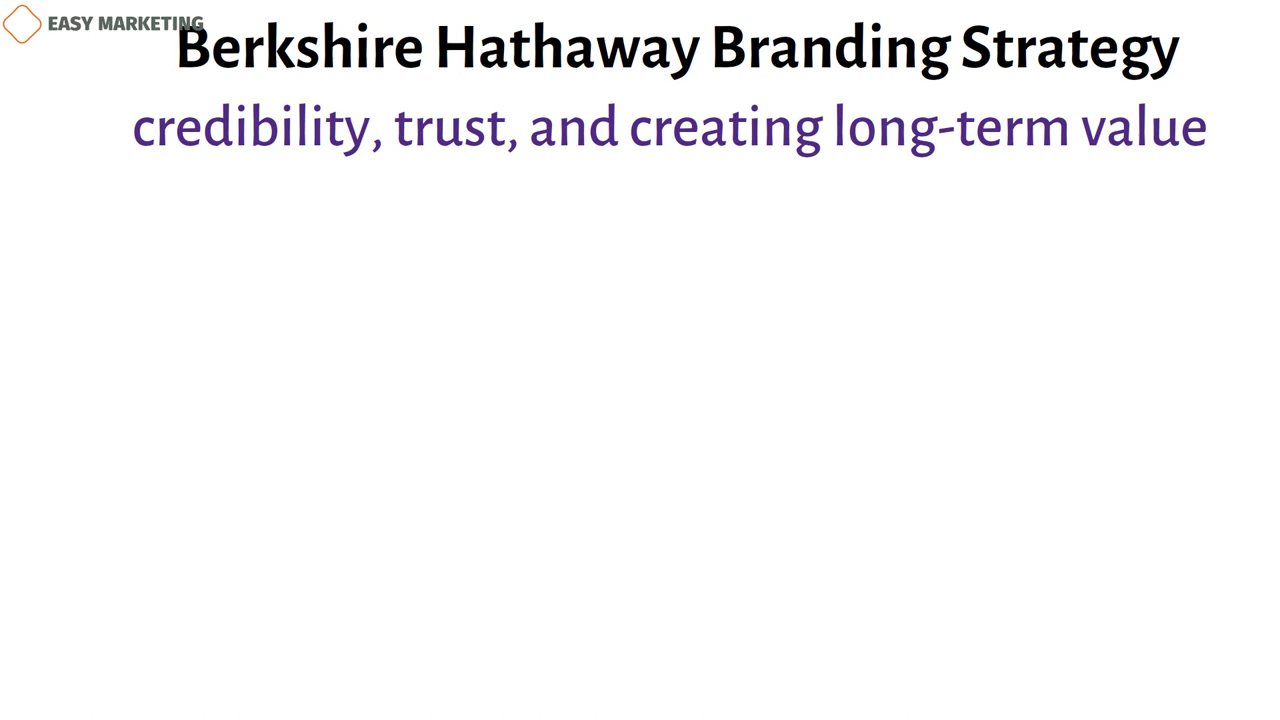 EASY MARKETING
Berkshire Hathaway Branding Strategy
credibility, trust, and creating long-term value